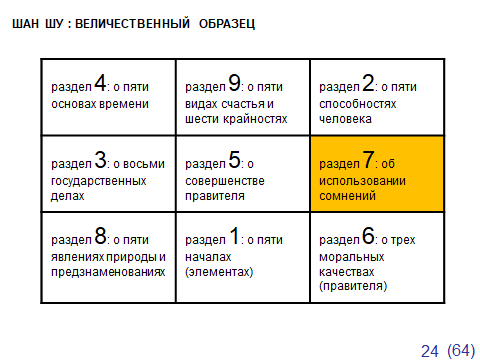 ШАН ШУ : ВЕЛИЧЕСТВЕННЫЙ ОБРАЗЕЦ
раздел 4: о пяти
основах времени
раздел 9: о пяти
видах счастья и
шести крайностях
раздел 2: о пяти
способностях
человека
раздел 3: о восьми
государственных
делах
раздел 5: о
совершенстве
правителя
раздел 7: об
использовании
сомнений
раздел 8: о пяти
явлениях природы и
предзнаменованиях
раздел 1: о пяти
началах
(элементах)
раздел 6: о трех
моральных
качествах
(правителя)
24 (64)